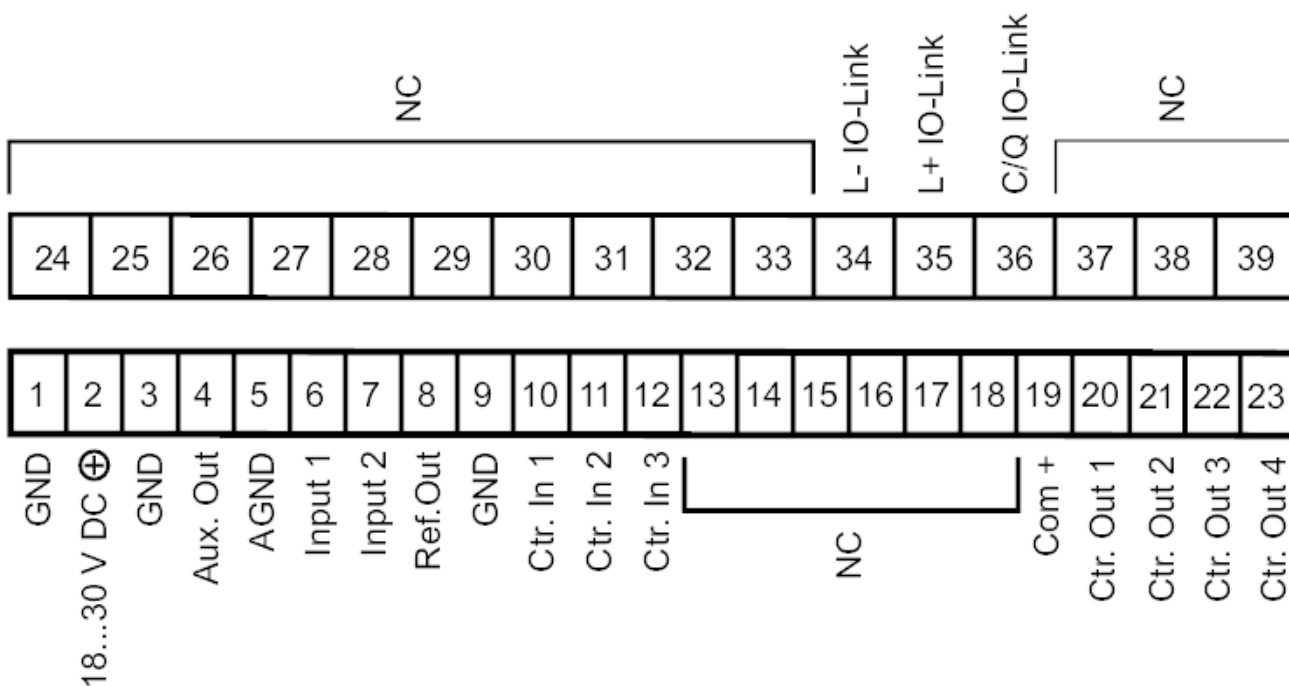 NC
L- IO-Link
L+ IO-Link
C/Q IO-Link
NC
24 25 26 27 28 29 30 31 32 33 34 35 36 37 38 39
1 2 3 4 5 6 7 8 9 10 11 12 13 14 15 16 17 18 19 20 21 22 23
GND
18...30 V DC ⊕
GND
Aux. Out
AGND
Input 1
Input 2
Ref.Out
GND
Ctr. In 1
Ctr. In 2
Ctr. In 3
NC
Com +
Ctr. Out 1
Ctr. Out 2
Ctr. Out 3
Ctr. Out 4